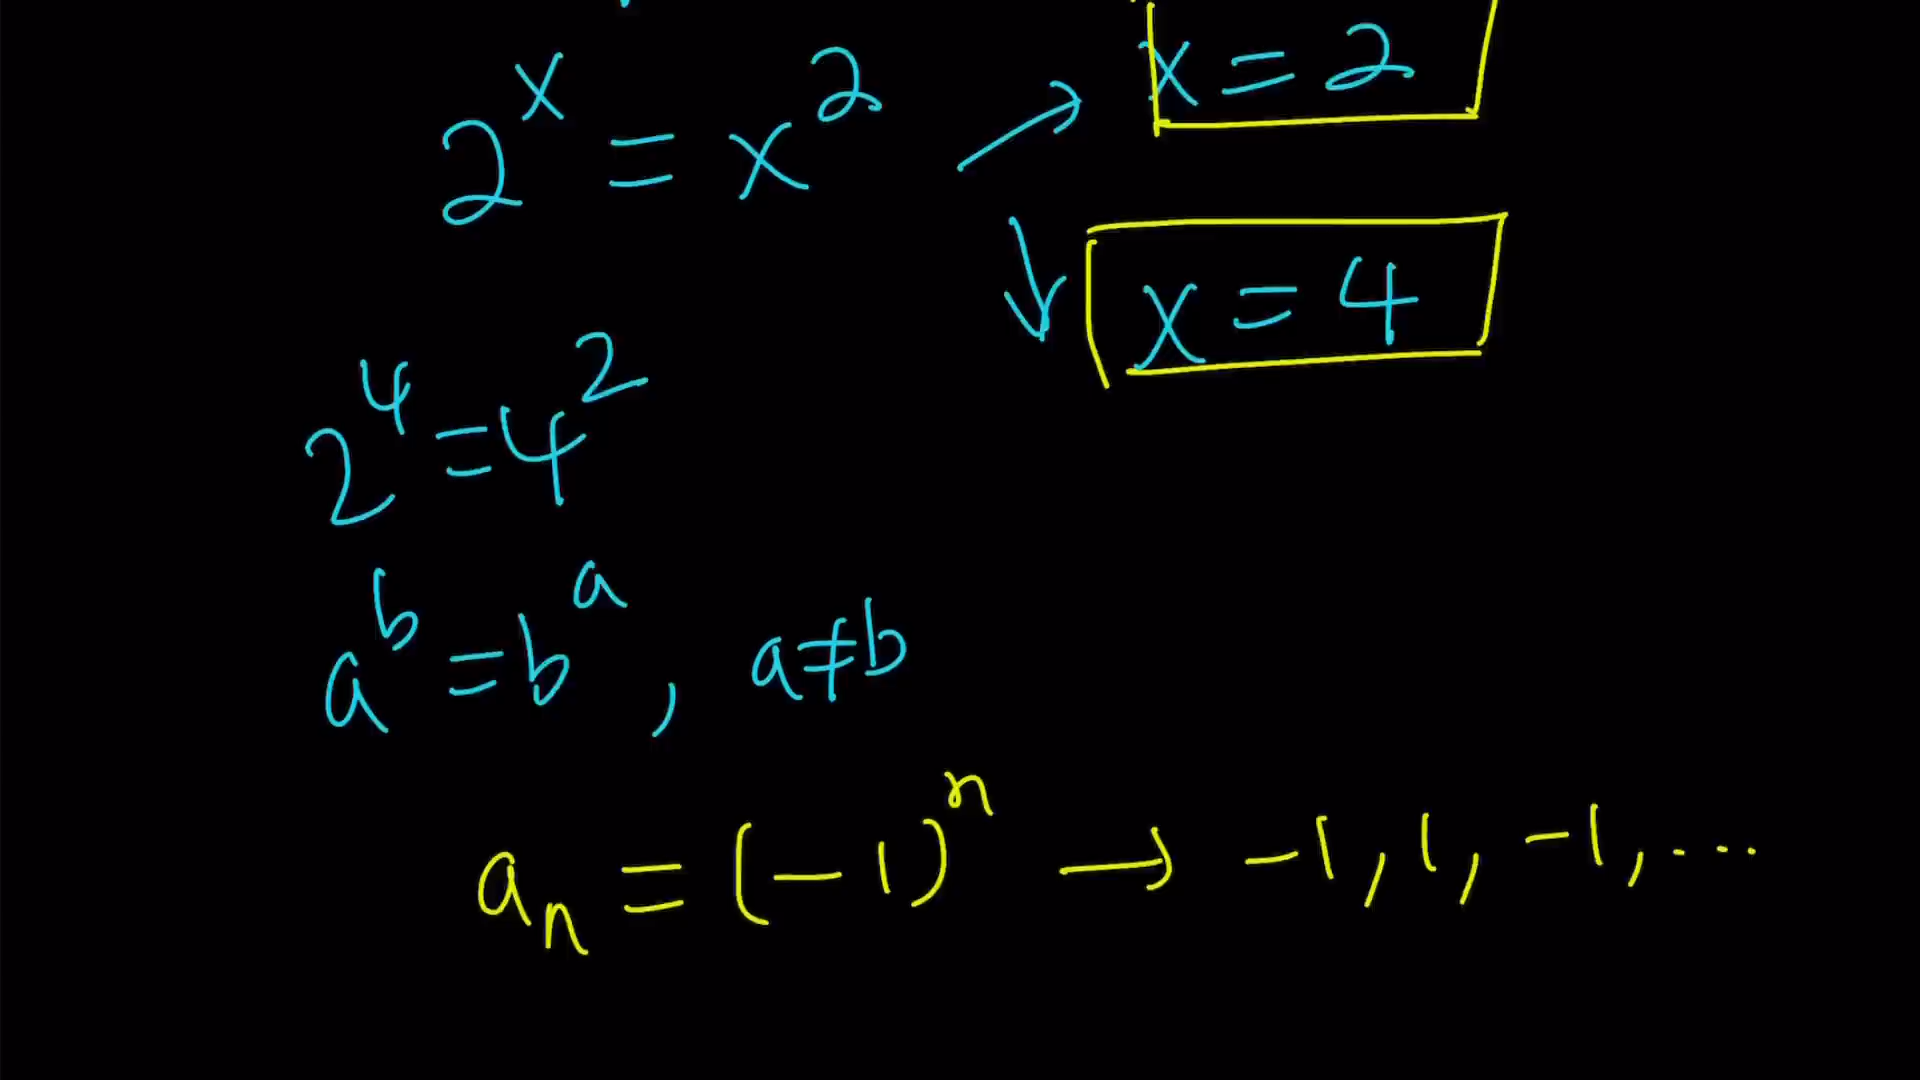 2^x = x^2 → x = 2
↓ x = 4
2^4 = 4^2
a^b = b^a , a ≠ b
a_n = (-1)^n → -1, 1, -1, ...